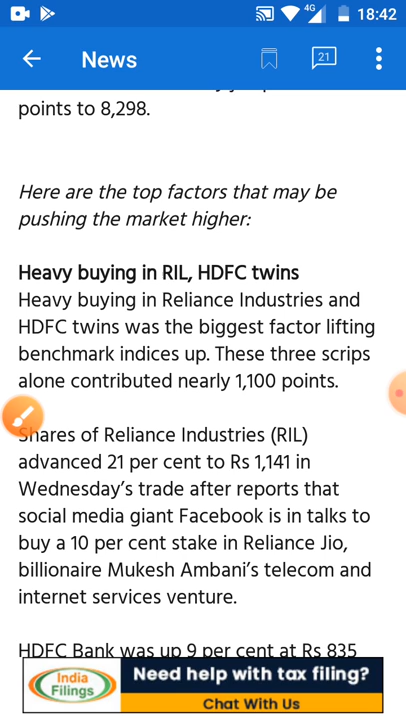 4G 18:42
News 21
points to 8,298.
Here are the top factors that may be
pushing the market higher:
Heavy buying in RIL, HDFC twins
Heavy buying in Reliance Industries and
HDFC twins was the biggest factor lifting
benchmark indices up. These three scrips
alone contributed nearly 1,100 points.
Shares of Reliance Industries (RIL)
advanced 21 per cent to Rs 1,141 in
Wednesday's trade after reports that
social media giant Facebook is in talks to
buy a 10 per cent stake in Reliance Jio,
billionaire Mukesh Ambani's telecom and
internet services venture.
HDFC Bank was up 9 per cent at Rs 835
India
Filings
Need help with tax filing?
Chat With Us